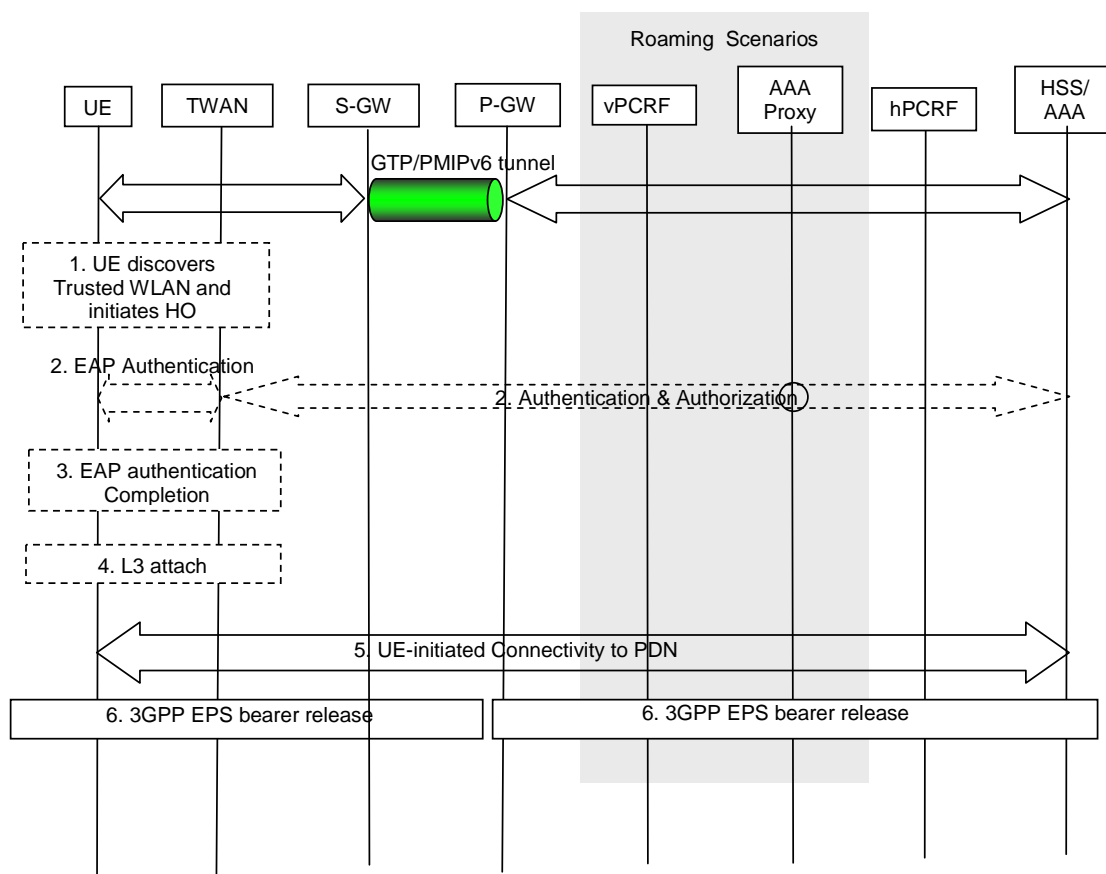 Roaming Scenarios
UE
TWAN
S-GW
P-GW
vPCRF
AAA
Proxy
hPCRF
HSS/
AAA
GTP/PMIPv6 tunnel
1. UE discovers
Trusted WLAN and
initiates HO
2. EAP Authentication
2. Authentication & Authorization
3. EAP authentication
Completion
4. L3 attach
5. UE-initiated Connectivity to PDN
6. 3GPP EPS bearer release
6. 3GPP EPS bearer release